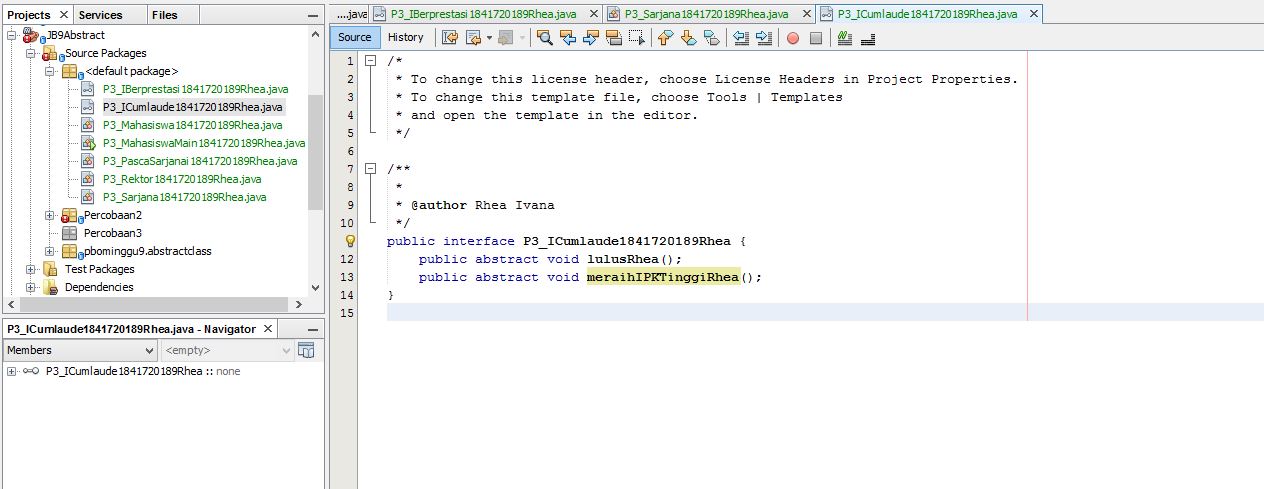 Projects
Services
Files
JB9Abstract
Source Packages
<default package>
P3_IBerprestasi1841720189Rhea.java
P3_ICumlaude1841720189Rhea.java
P3_Mahasiswa1841720189Rhea.java
P3_MahasiswaMain1841720189Rhea.java
P3_PascaSarjanai1841720189Rhea.java
P3_Rektor1841720189Rhea.java
P3_Sarjana1841720189Rhea.java
Percobaan2
Percobaan3
pbominggu9.abstractclass
Test Packages
Dependencies
P3_ICumlaude1841720189Rhea.java - Navigator
Members
<empty>
P3_ICumlaude1841720189Rhea :: none
....java
P3_IBerprestasi1841720189Rhea.java
P3_Sarjana1841720189Rhea.java
P3_ICumlaude1841720189Rhea.java
Source
History
1 /*
2 * To change this license header, choose License Headers in Project Properties.
3 * To change this template file, choose Tools | Templates
4 * and open the template in the editor.
5 */
6
7 /**
8 *
9 * @author Rhea Ivana
10 */
public interface P3_ICumlaude1841720189Rhea {
12 public abstract void lulusRhea();
13 public abstract void meraihIPKTinggiRhea();
14 }
15